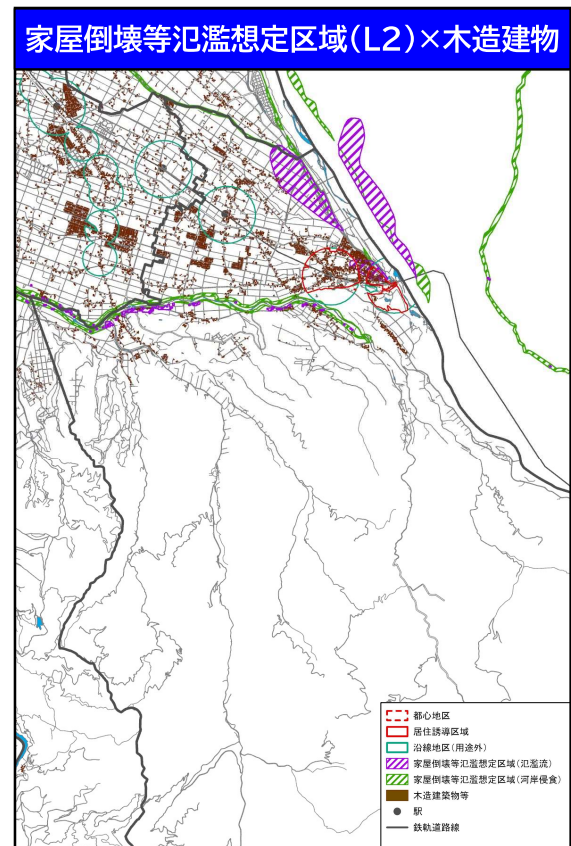 家屋倒壊等氾濫想定区域(L2)×木造建物
都心地区
居住誘導区域
沿線地区(用途外)
家屋倒壊等氾濫想定区域(氾濫流)
家屋倒壊等氾濫想定区域(河岸侵食)
木造建築物等
駅
鉄軌道路線